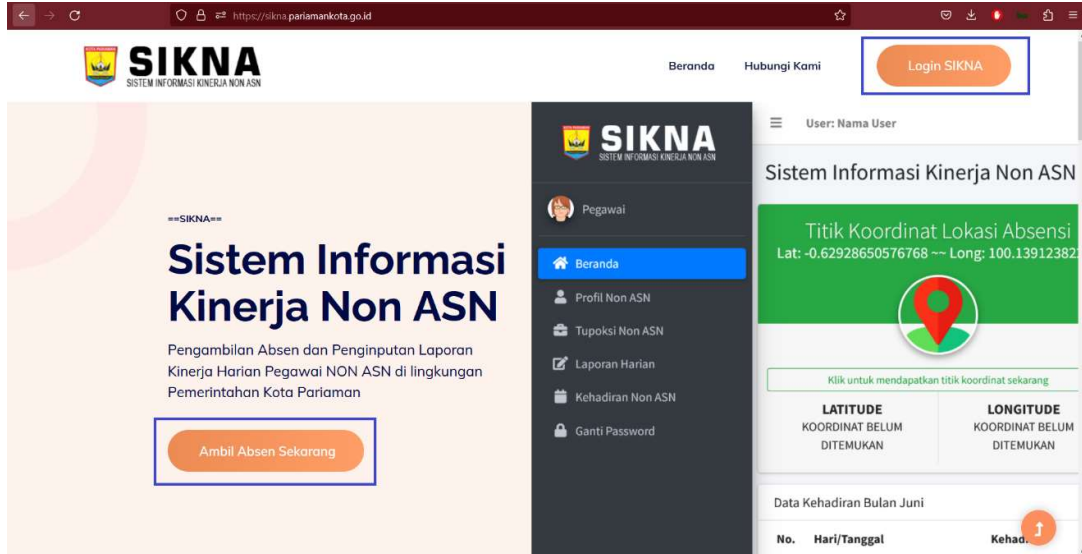 https://sikna.pariamankota.go.id
SIKNA
SISTEM INFORMASI KINERJA NON ASN
Beranda
Hubungi Kami
Login SIKNA
==SIKNA==
Sistem Informasi
Kinerja Non ASN
Pengambilan Absen dan Penginputan Laporan
Kinerja Harian Pegawai NON ASN di lingkungan
Pemerintahan Kota Pariaman
Ambil Absen Sekarang
SIKNA
SISTEM INFORMASI KINERJA NON ASN
Pegawai
Beranda
Profil Non ASN
Tupoksi Non ASN
Laporan Harian
Kehadiran Non ASN
Ganti Password
User: Nama User
Sistem Informasi Kinerja Non ASN
Titik Koordinat Lokasi Absensi
Lat: -0.62928650576768 ~~ Long: 100.13912382
Klik untuk mendapatkan titik koordinat sekarang
LATITUDE
KOORDINAT BELUM
DITEMUKAN
LONGITUDE
KOORDINAT BELUM
DITEMUKAN
Data Kehadiran Bulan Juni
No. Hari/Tanggal